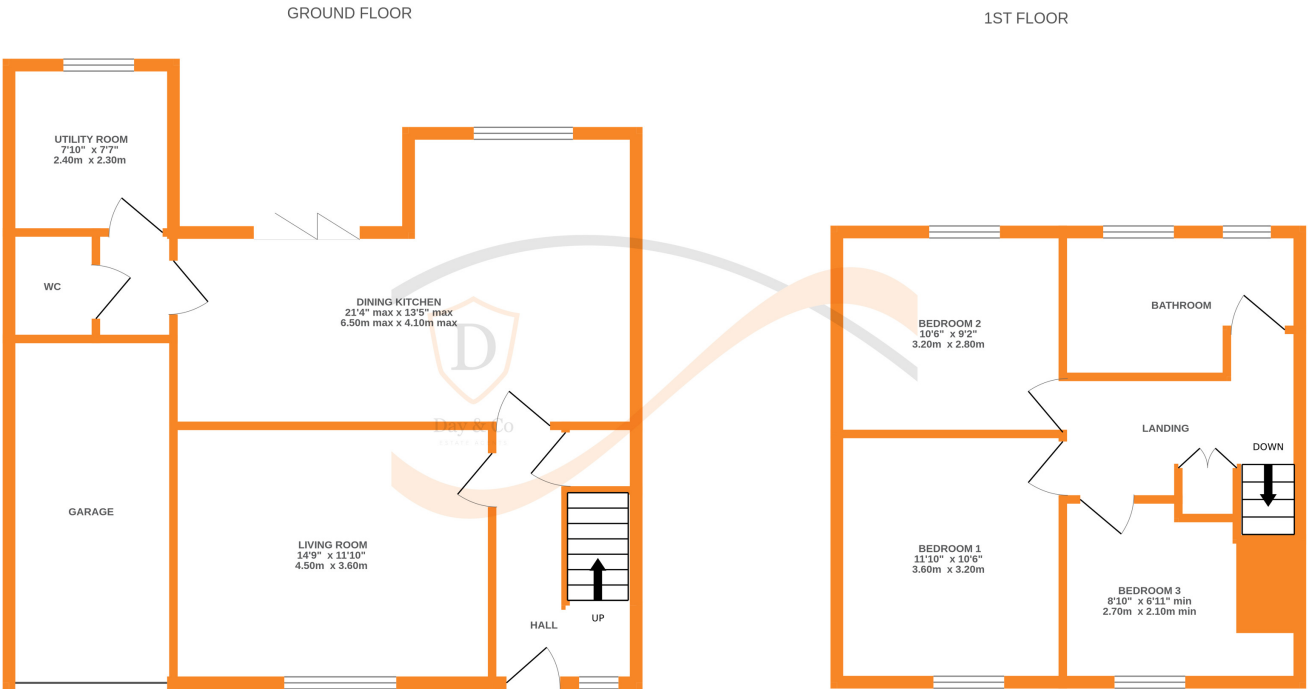 GROUND FLOOR
1ST FLOOR
UTILITY ROOM
7'10" x 7'7"
2.40m x 2.30m
WC
DINING KITCHEN
21'4" max x 13'5" max
6.50m max x 4.10m max
D
Day & Co
ESTATE AGENTS
GARAGE
LIVING ROOM
14'9" x 11'10"
4.50m x 3.60m
HALL
UP
BEDROOM 2
10'6" x 9'2"
3.20m x 2.80m
BATHROOM
LANDING
DOWN
BEDROOM 1
11'10" x 10'6"
3.60m x 3.20m
BEDROOM 3
8'10" x 6'11" min
2.70m x 2.10m min